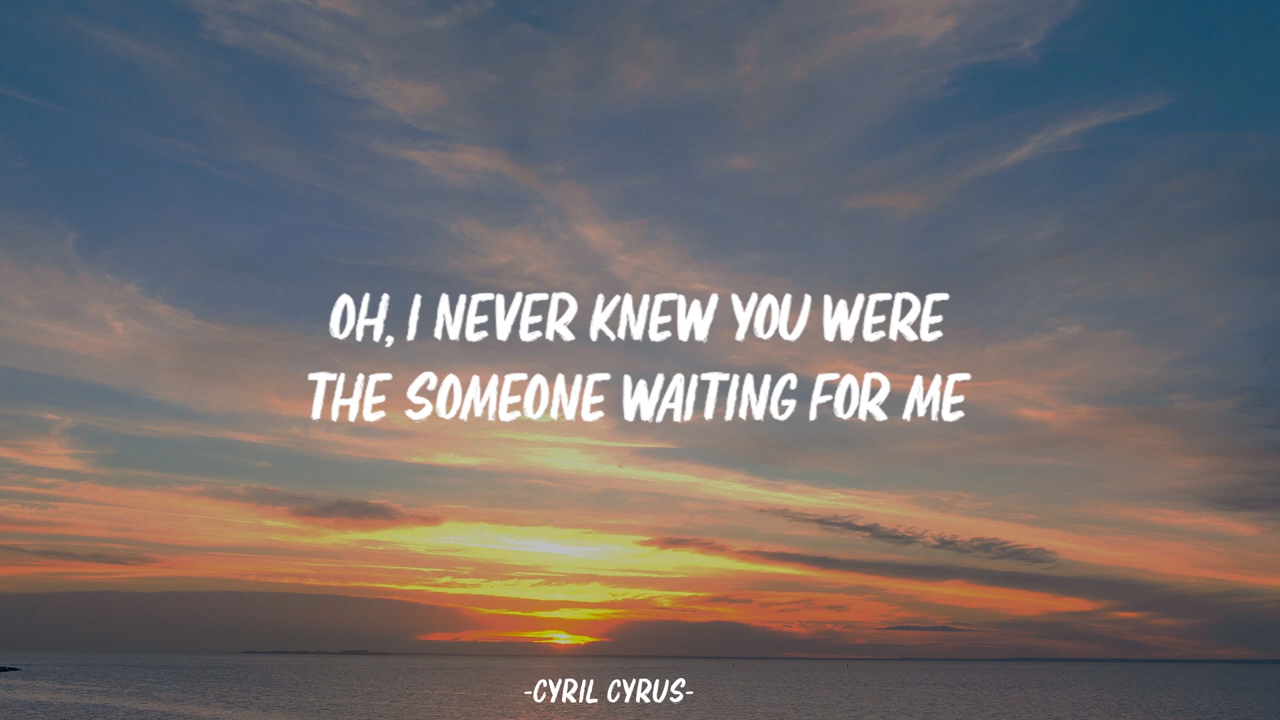 OH, I NEVER KNEW YOU WERE
THE SOMEONE WAITING FOR ME
-CYRIL CYRUS-